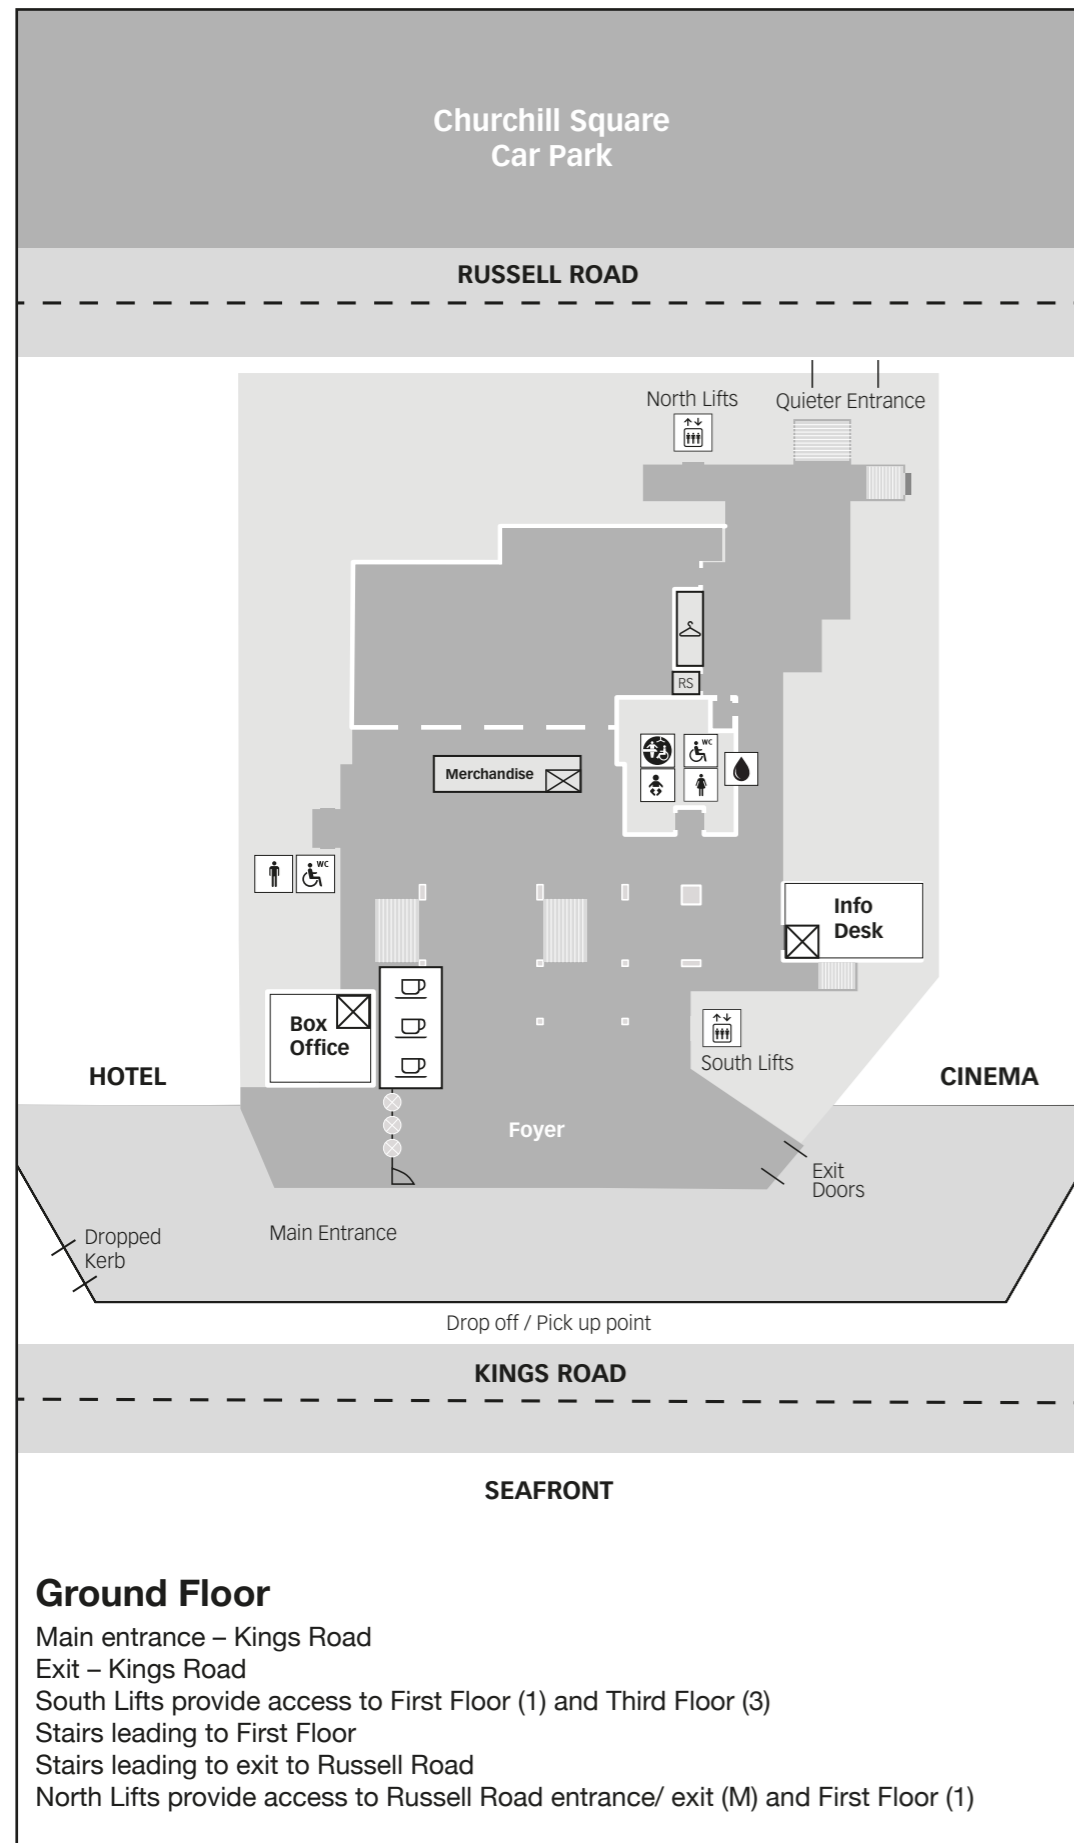 Churchill Square
Car Park
RUSSELL ROAD
North Lifts
Quieter Entrance
RS
Merchandise
WC
WC
Info
Desk
Box
Office
South Lifts
HOTEL
CINEMA
Foyer
Exit
Doors
Main Entrance
Dropped
Kerb
Drop off / Pick up point
KINGS ROAD
SEAFRONT
Ground Floor
Main entrance – Kings Road
Exit – Kings Road
South Lifts provide access to First Floor (1) and Third Floor (3)
Stairs leading to First Floor
Stairs leading to exit to Russell Road
North Lifts provide access to Russell Road entrance/ exit (M) and First Floor (1)